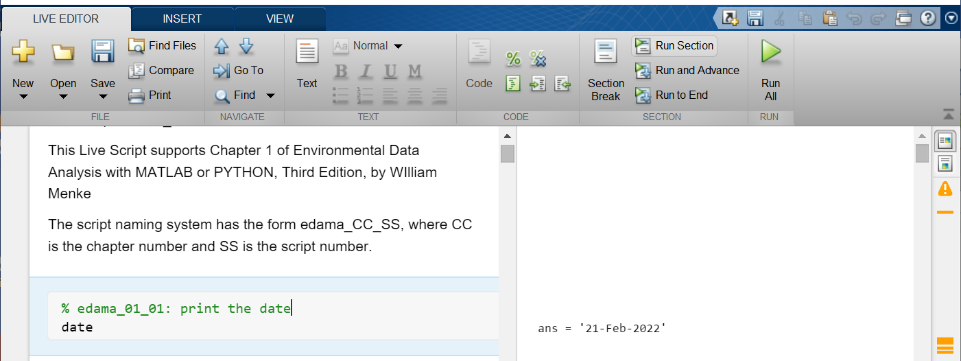 LIVE EDITOR INSERT VIEW
New
Open
Save
Find Files
Compare
Print
FILE
Go To
Find
NAVIGATE
Text
Aa Normal
B I U M
TEXT
Code
%
CODE
Section
Break
Run Section
Run and Advance
Run to End
SECTION
Run
All
RUN
This Live Script supports Chapter 1 of Environmental Data
Analysis with MATLAB or PYTHON, Third Edition, by WIlliam
Menke
The script naming system has the form edama_CC_SS, where CC
is the chapter number and SS is the script number.
% edama_01_01: print the date
date
ans = '21-Feb-2022'